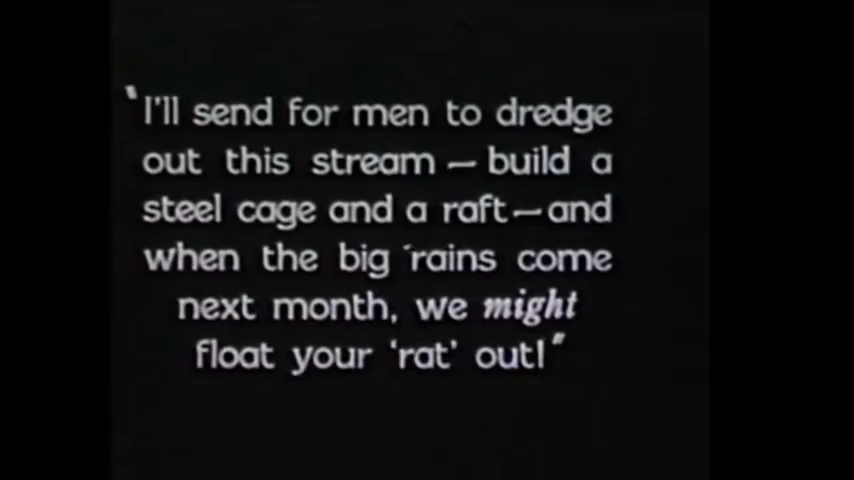 "I'll send for men to dredge
out this stream — build a
steel cage and a raft — and
when the big rains come
next month, we might
float your 'rat' out!"